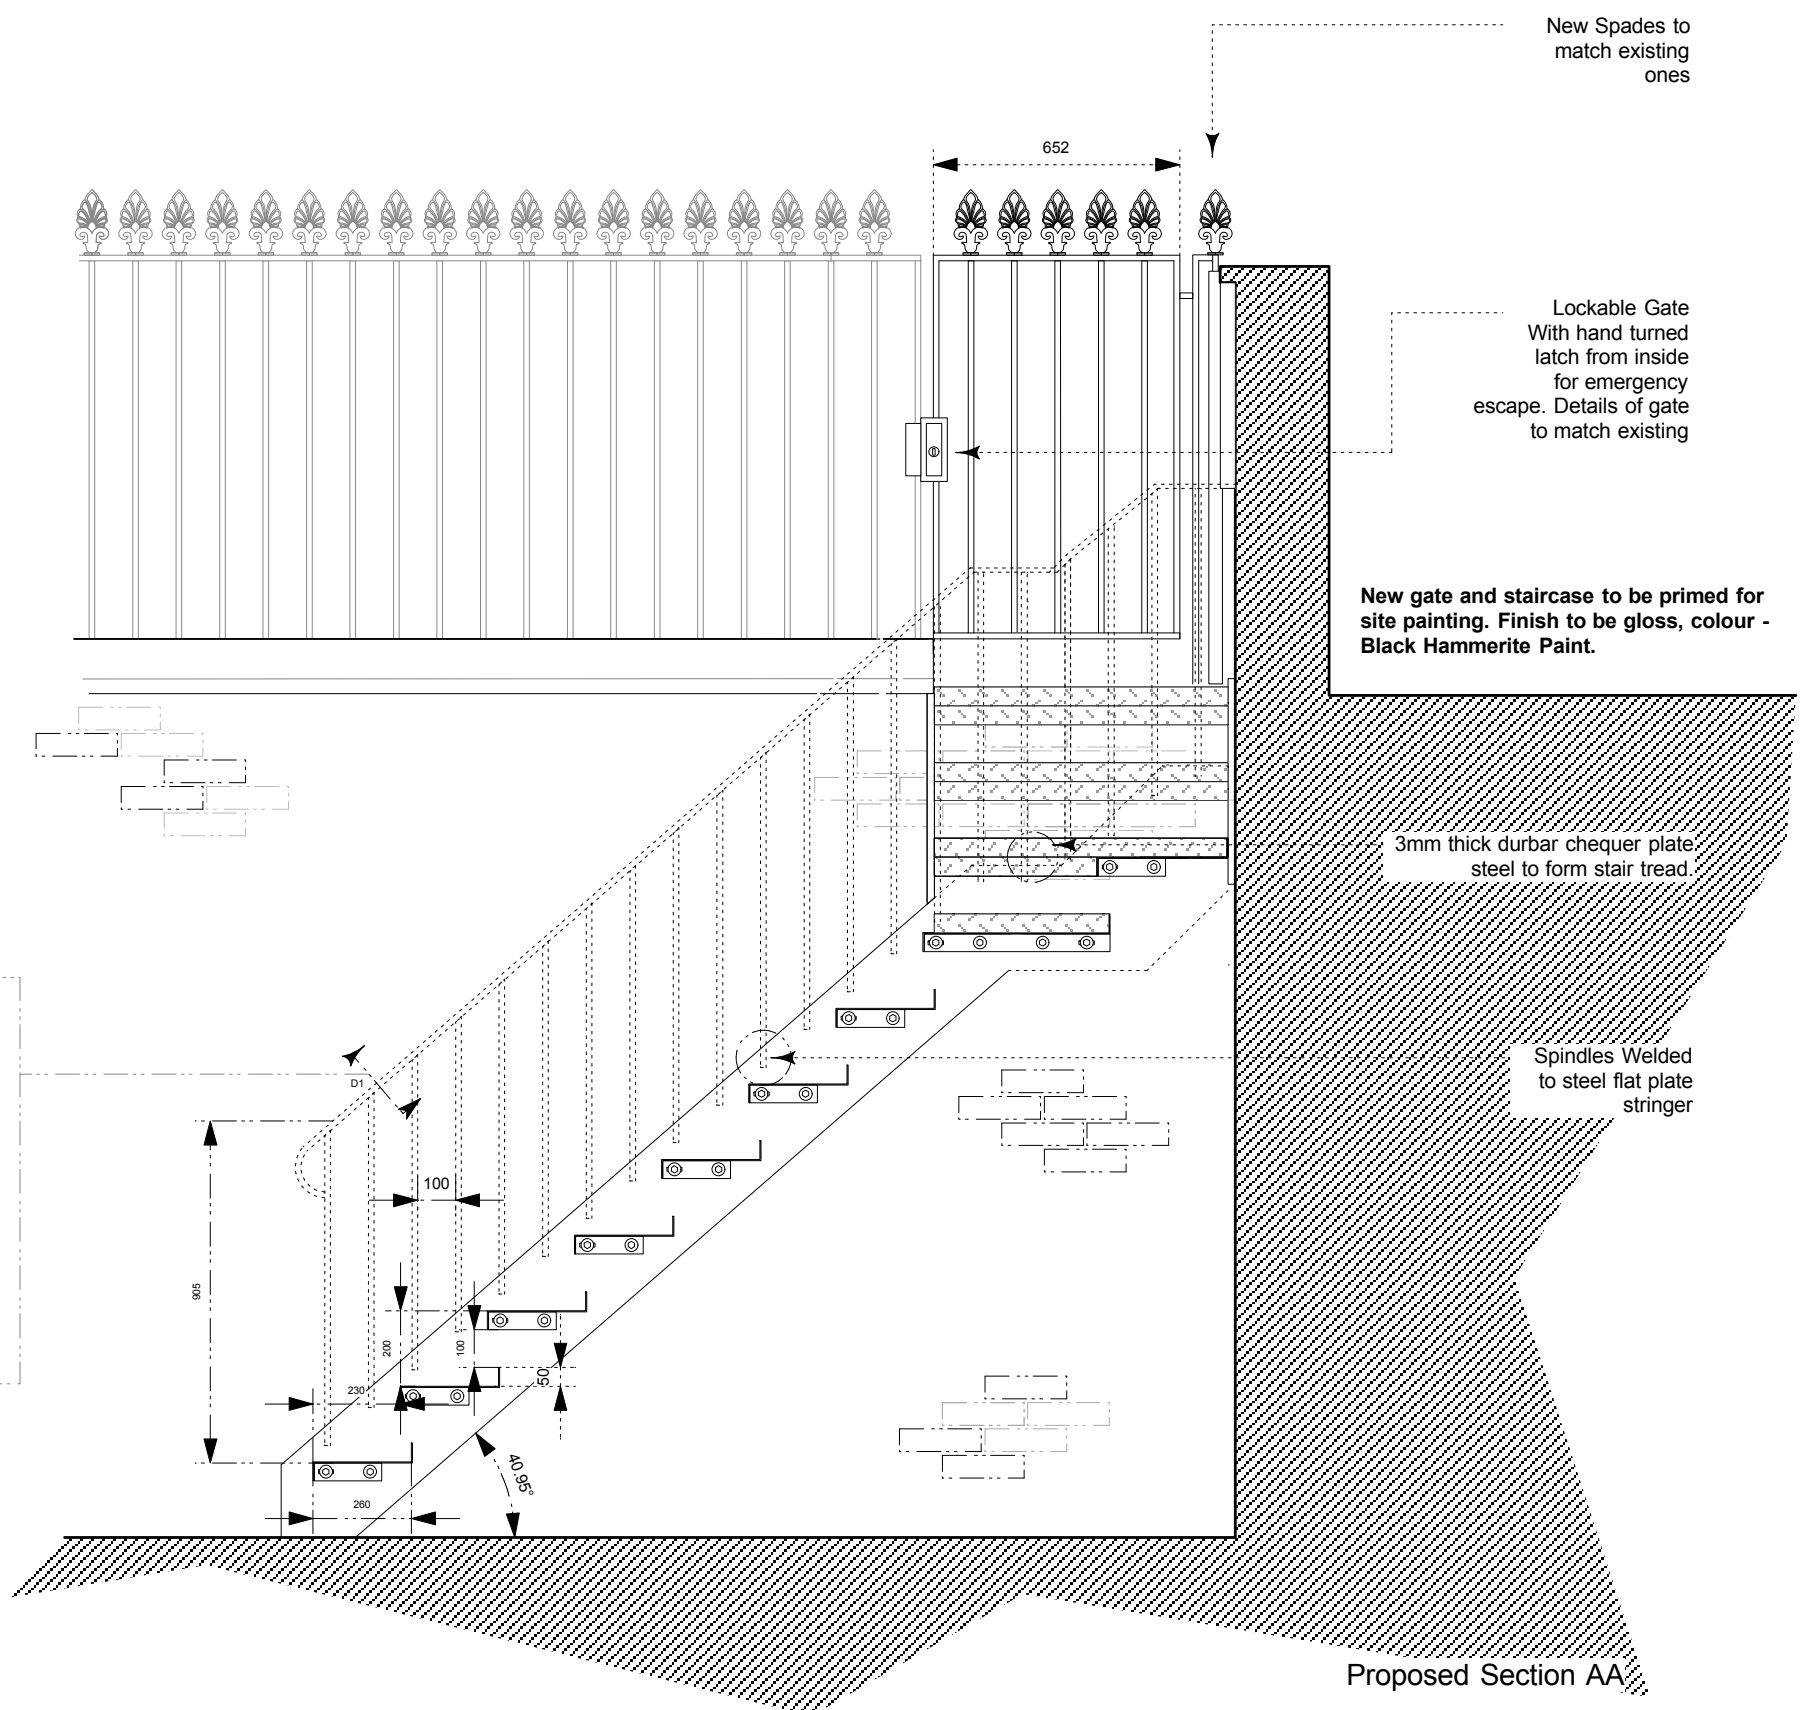 New Spades to
match existing
ones
652
Lockable Gate
With hand turned
latch from inside
for emergency
escape. Details of gate
to match existing
New gate and staircase to be primed for
site painting. Finish to be gloss, colour -
Black Hammerite Paint.
3mm thick durbar chequer plate
steel to form stair tread.
Spindles Welded
to steel flat plate
stringer
D1
100
905
200
100
50
230
260
40.95°
Proposed Section AA